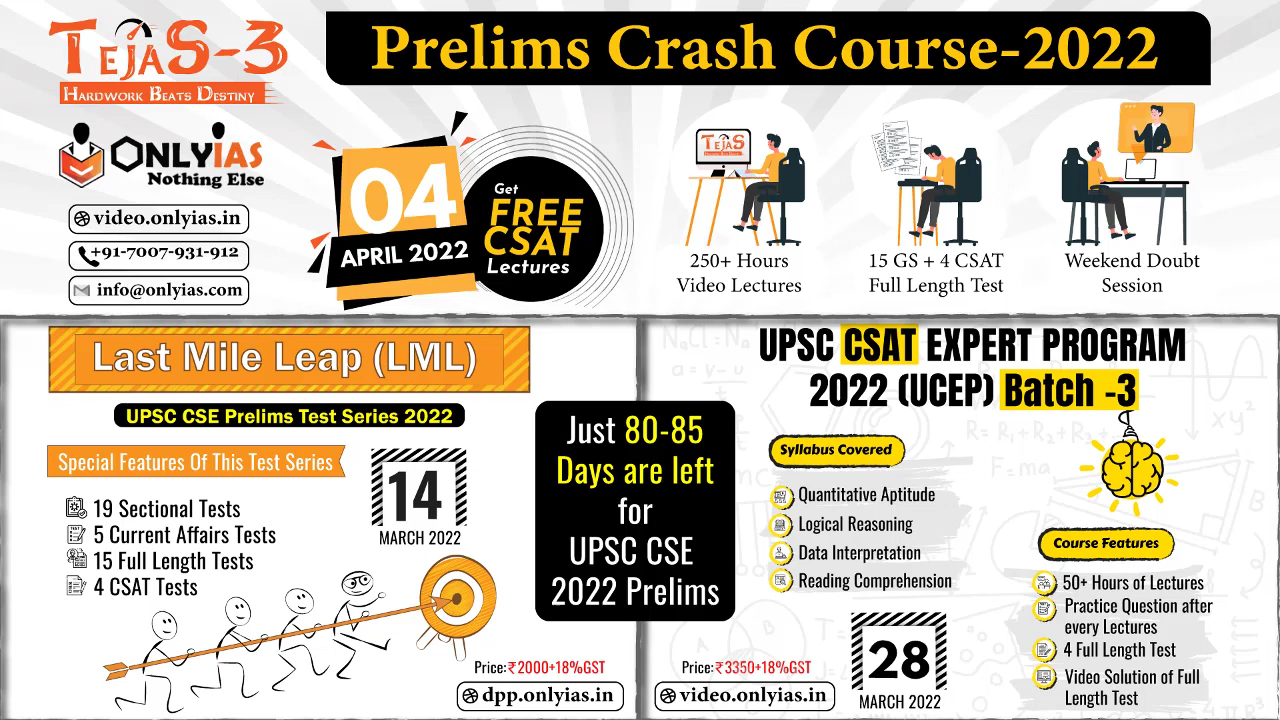 TEJAS-3
HARDWORK BEATS DESTINY
Prelims Crash Course-2022
ONLYIAS
Nothing Else
video.onlyias.in
+91-7007-931-912
info@onlyias.com
04
APRIL 2022
Get
FREE
CSAT
Lectures
TEJAS
250+ Hours
Video Lectures
15 GS + 4 CSAT
Full Length Test
Weekend Doubt
Session
Last Mile Leap (LML)
UPSC CSE Prelims Test Series 2022
Special Features Of This Test Series
19 Sectional Tests
5 Current Affairs Tests
15 Full Length Tests
4 CSAT Tests
14
MARCH 2022
Price:₹2000+18%GST
dpp.onlyias.in
Just 80-85
Days are left
for
UPSC CSE
2022 Prelims
UPSC CSAT EXPERT PROGRAM
2022 (UCEP) Batch -3
Syllabus Covered
Quantitative Aptitude
Logical Reasoning
Data Interpretation
Reading Comprehension
Course Features
50+ Hours of Lectures
Practice Question after
every Lectures
4 Full Length Test
Video Solution of Full
Length Test
28
MARCH 2022
Price:₹3350+18%GST
video.onlyias.in